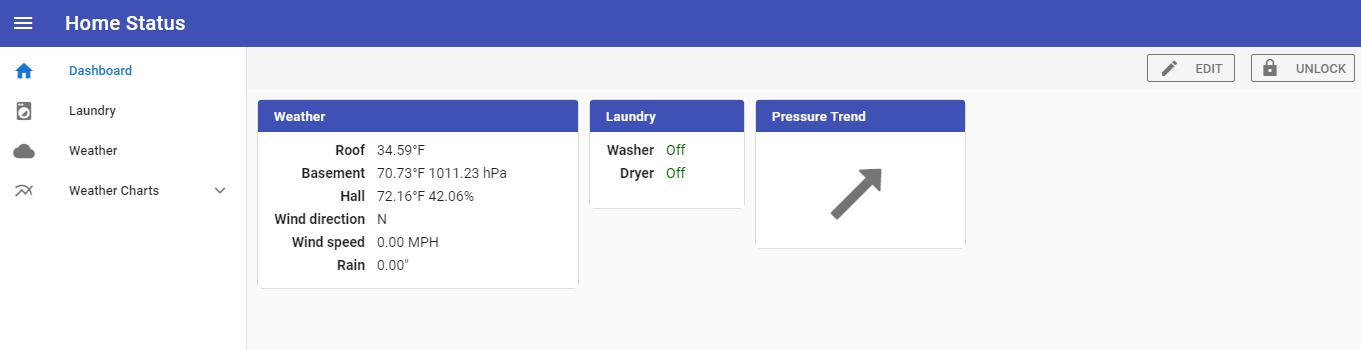 Home Status
Dashboard
Laundry
Weather
Weather Charts
EDIT
UNLOCK
Weather
Roof 34.59°F
Basement 70.73°F 1011.23 hPa
Hall 72.16°F 42.06%
Wind direction N
Wind speed 0.00 MPH
Rain 0.00"
Laundry
Washer Off
Dryer Off
Pressure Trend